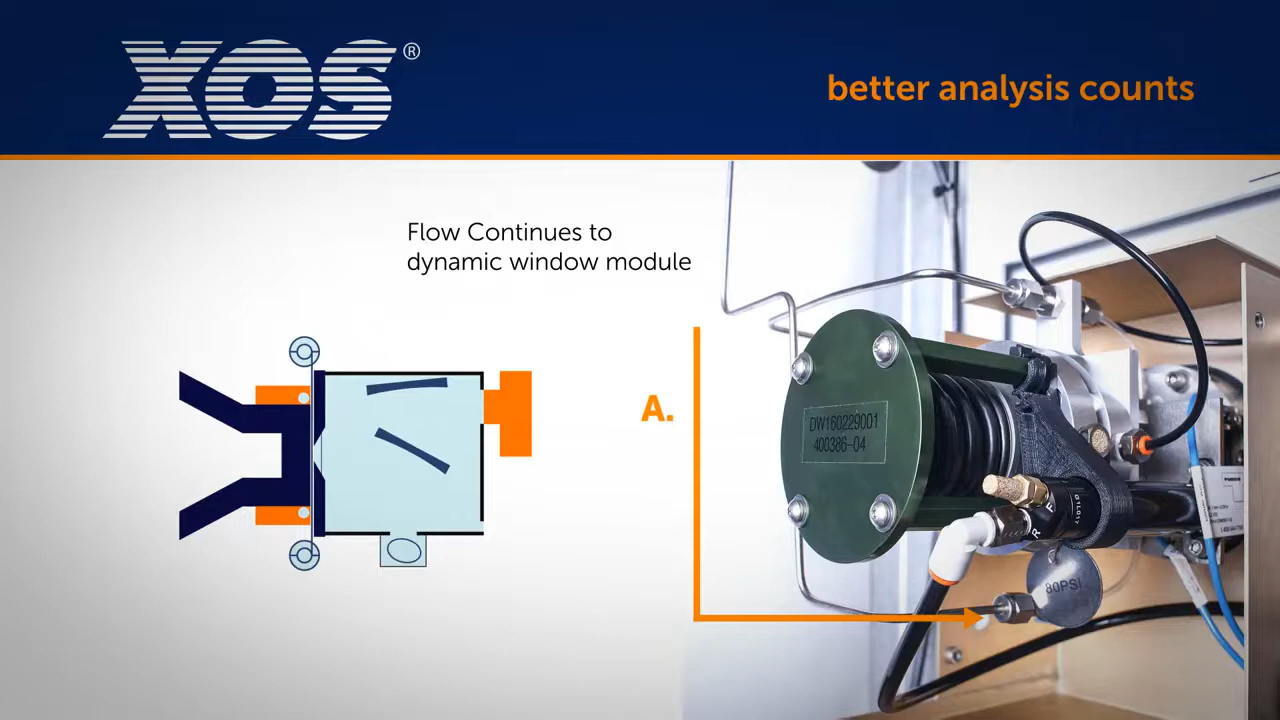 XOS®
better analysis counts
Flow Continues to
dynamic window module
A.
DW160229001
400386-04
80PSI